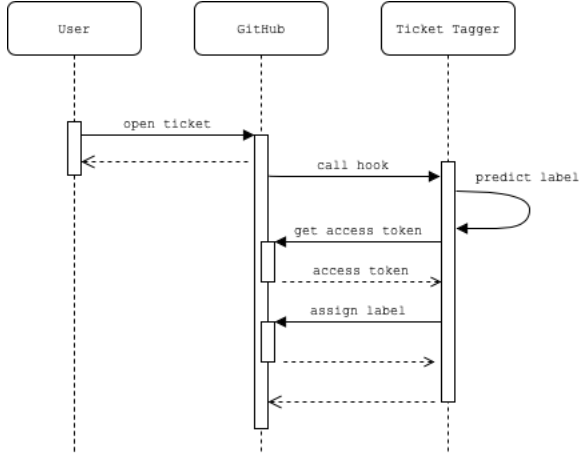 User
GitHub
Ticket Tagger
open ticket
call hook
predict label
get access token
access token
assign label